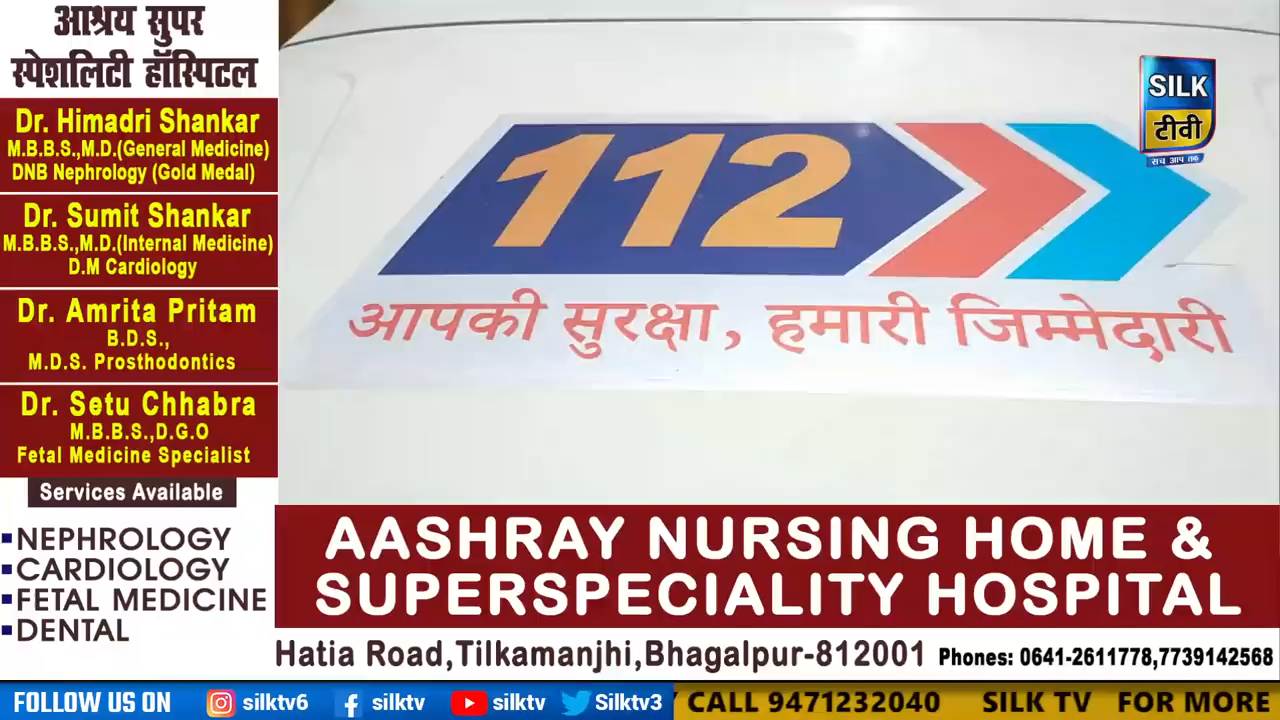 आश्रय सुपर
स्पेशलिटी हॉस्पिटल
Dr. Himadri Shankar
M.B.B.S.,M.D.(General Medicine)
DNB Nephrology (Gold Medal)
Dr. Sumit Shankar
M.B.B.S.,M.D.(Internal Medicine)
D.M Cardiology
Dr. Amrita Pritam
B.D.S.,
M.D.S. Prosthodontics
Dr. Setu Chhabra
M.B.B.S.,D.G.O
Fetal Medicine Specialist
Services Available
NEPHROLOGY
CARDIOLOGY
FETAL MEDICINE
DENTAL
112
आपकी सुरक्षा, हमारी जिम्मेदारी
SILK
टीवी
सच आप तक
AASHRAY NURSING HOME &
SUPERSPECIALITY HOSPITAL
Hatia Road,Tilkamanjhi,Bhagalpur-812001 Phones: 0641-2611778,7739142568
FOLLOW US ON silktv6 silktv silktv Silktv3 CALL 9471232040 SILK TV FOR MORE